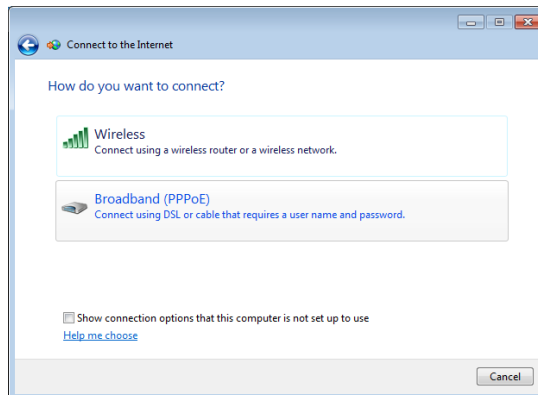 Connect to the Internet
How do you want to connect?
Wireless
Connect using a wireless router or a wireless network.
Broadband (PPPoE)
Connect using DSL or cable that requires a user name and password.
Show connection options that this computer is not set up to use
Help me choose
Cancel